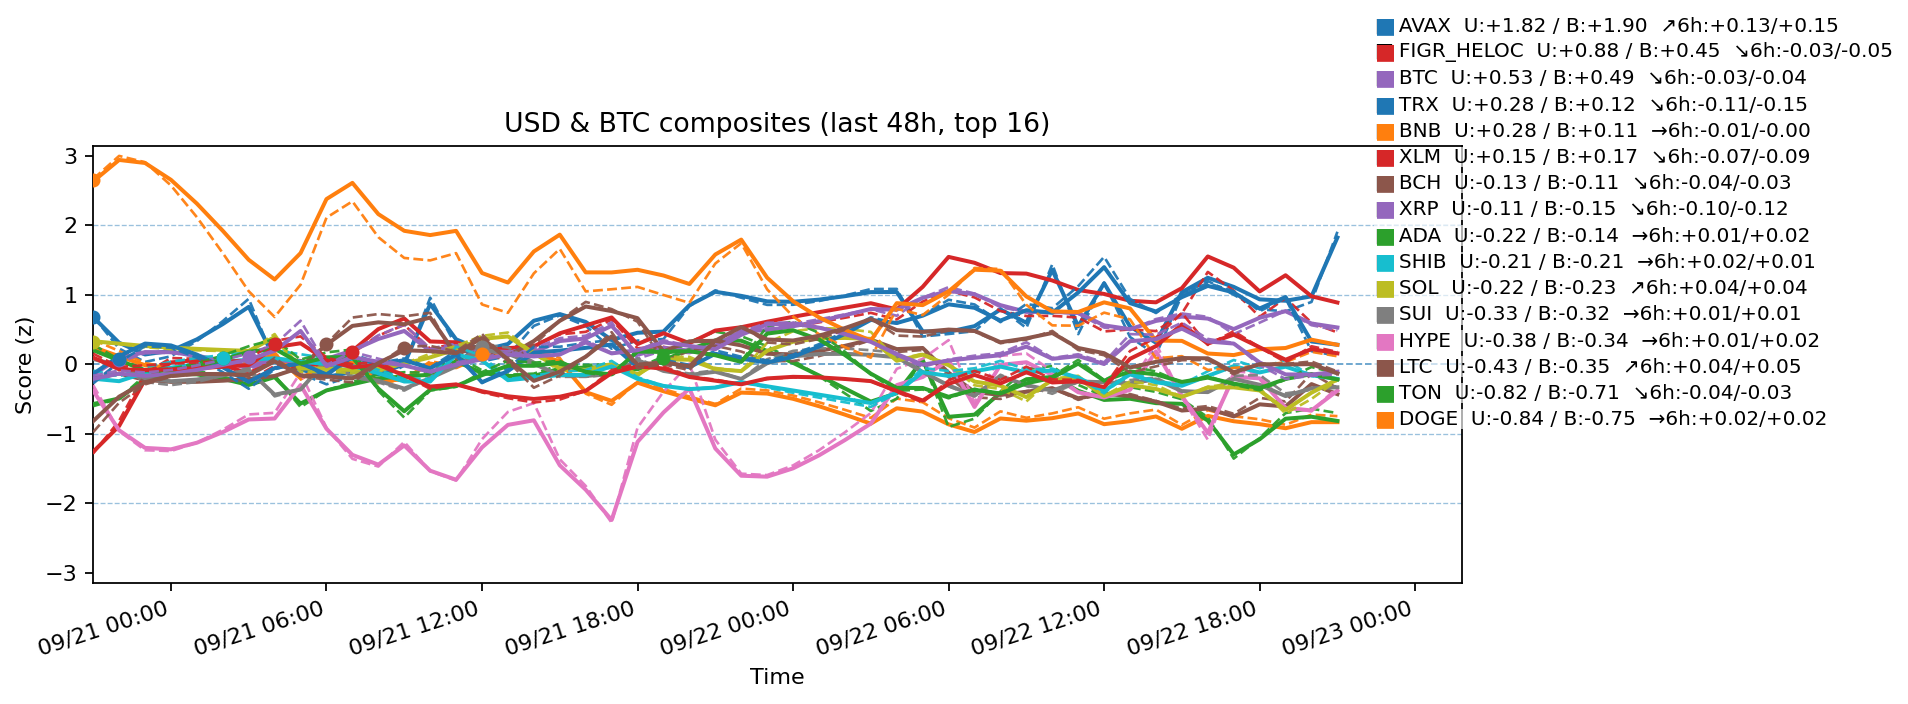 AVAX  U:+1.82 / B:+1.90  ↗6h:+0.13/+0.15
FIGR_HELOC  U:+0.88 / B:+0.45  ↘6h:-0.03/-0.05
BTC  U:+0.53 / B:+0.49  ↘6h:-0.03/-0.04
TRX  U:+0.28 / B:+0.12  ↘6h:-0.11/-0.15
BNB  U:+0.28 / B:+0.11  →6h:-0.01/-0.00
XLM  U:+0.15 / B:+0.17  ↘6h:-0.07/-0.09
BCH  U:-0.13 / B:-0.11  ↘6h:-0.04/-0.03
XRP  U:-0.11 / B:-0.15  ↘6h:-0.10/-0.12
ADA  U:-0.22 / B:-0.14  →6h:+0.01/+0.02
SHIB  U:-0.21 / B:-0.21  →6h:+0.02/+0.01
SOL  U:-0.22 / B:-0.23  ↗6h:+0.04/+0.04
SUI  U:-0.33 / B:-0.32  →6h:+0.01/+0.01
HYPE  U:-0.38 / B:-0.34  →6h:+0.01/+0.02
LTC  U:-0.43 / B:-0.35  ↗6h:+0.04/+0.05
TON  U:-0.82 / B:-0.71  ↘6h:-0.04/-0.03
DOGE  U:-0.84 / B:-0.75  →6h:+0.02/+0.02
USD & BTC composites (last 48h, top 16)
Score (z)
3
2
1
0
−1
−2
−3
09/21 00:00
09/21 06:00
09/21 12:00
09/21 18:00
09/22 00:00
09/22 06:00
09/22 12:00
09/22 18:00
09/23 00:00
Time